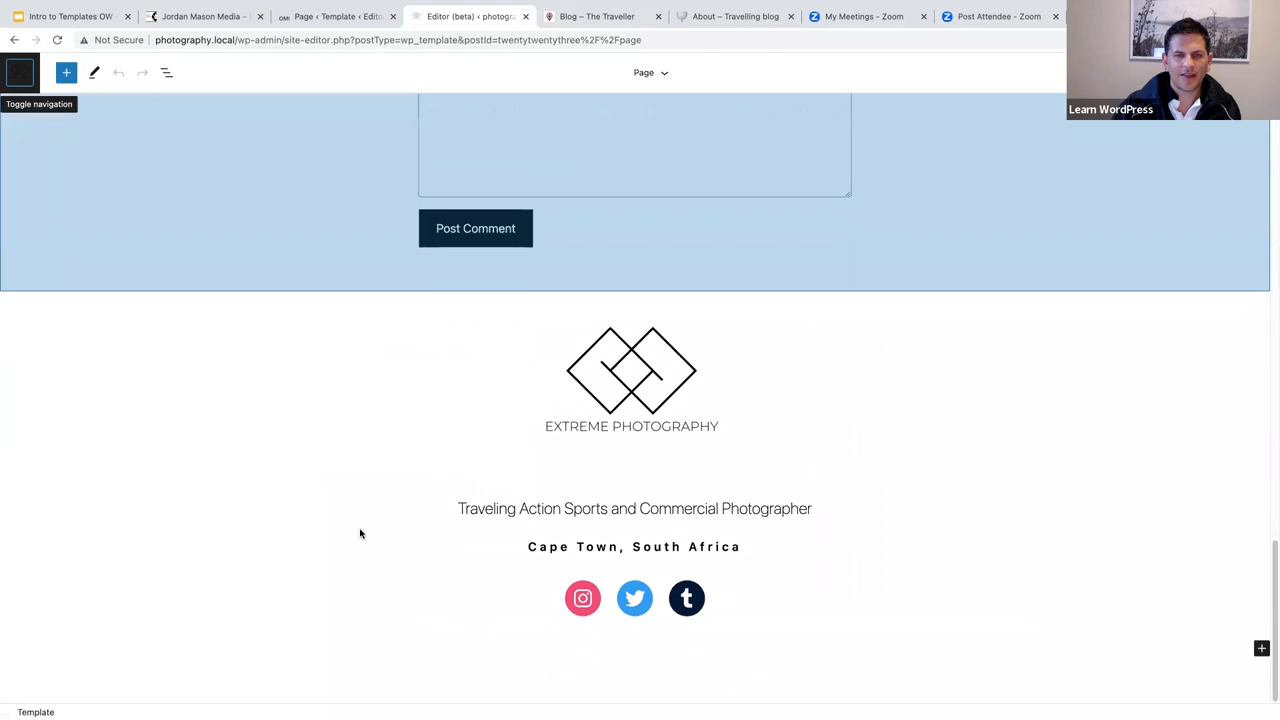 Intro to Templates OW
Jordan Mason Media –
OMI Page ‹ Template ‹ Edito
Editor (beta) ‹ photogra
Blog – The Traveller
About – Travelling blog
My Meetings - Zoom
Post Attendee - Zoom
Not Secure photography.local/wp-admin/site-editor.php?postType=wp_template&postId=twentytwentythree%2F%2Fpage
Page
Toggle navigation
Learn WordPress
Post Comment
EXTREME PHOTOGRAPHY
Traveling Action Sports and Commercial Photographer
Cape Town, South Africa
Template